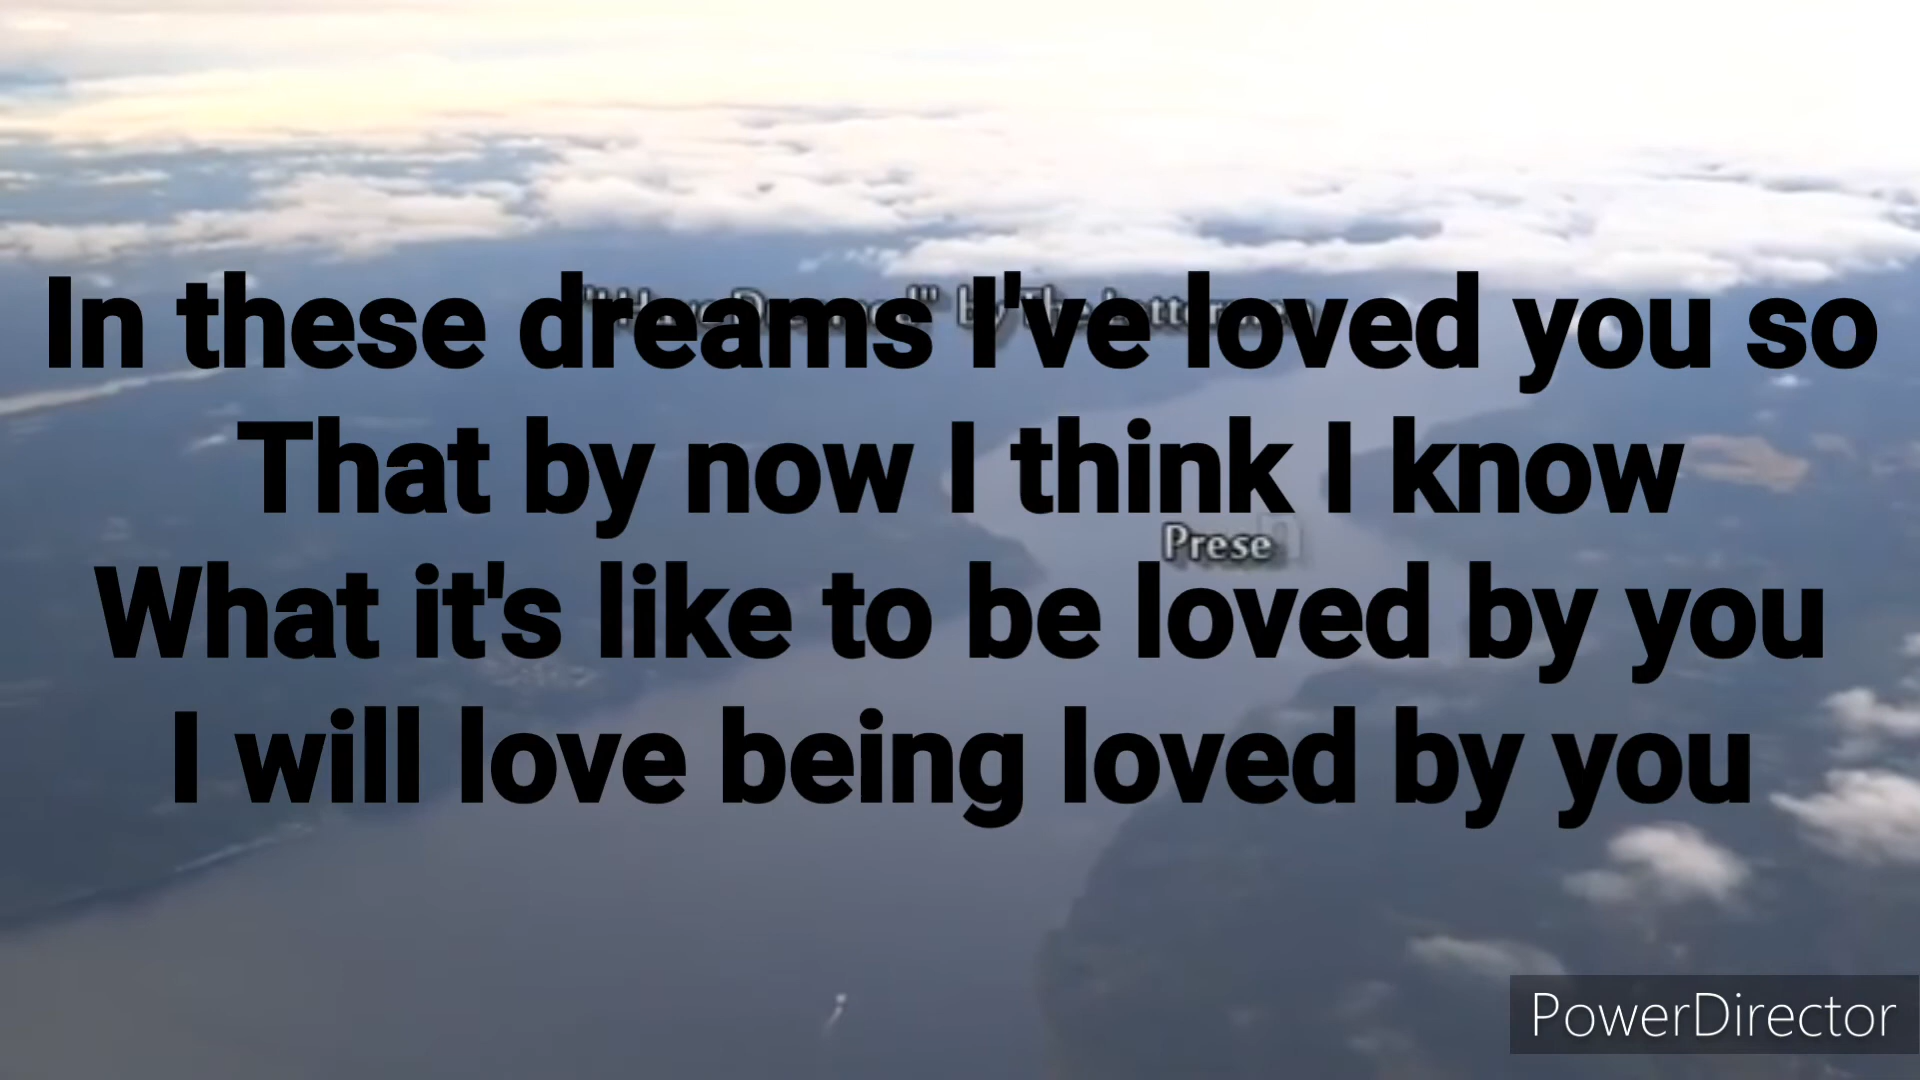 In these dreams I've loved you so
That by now I think I know
Prese
What it's like to be loved by you
I will love being loved by you
PowerDirector